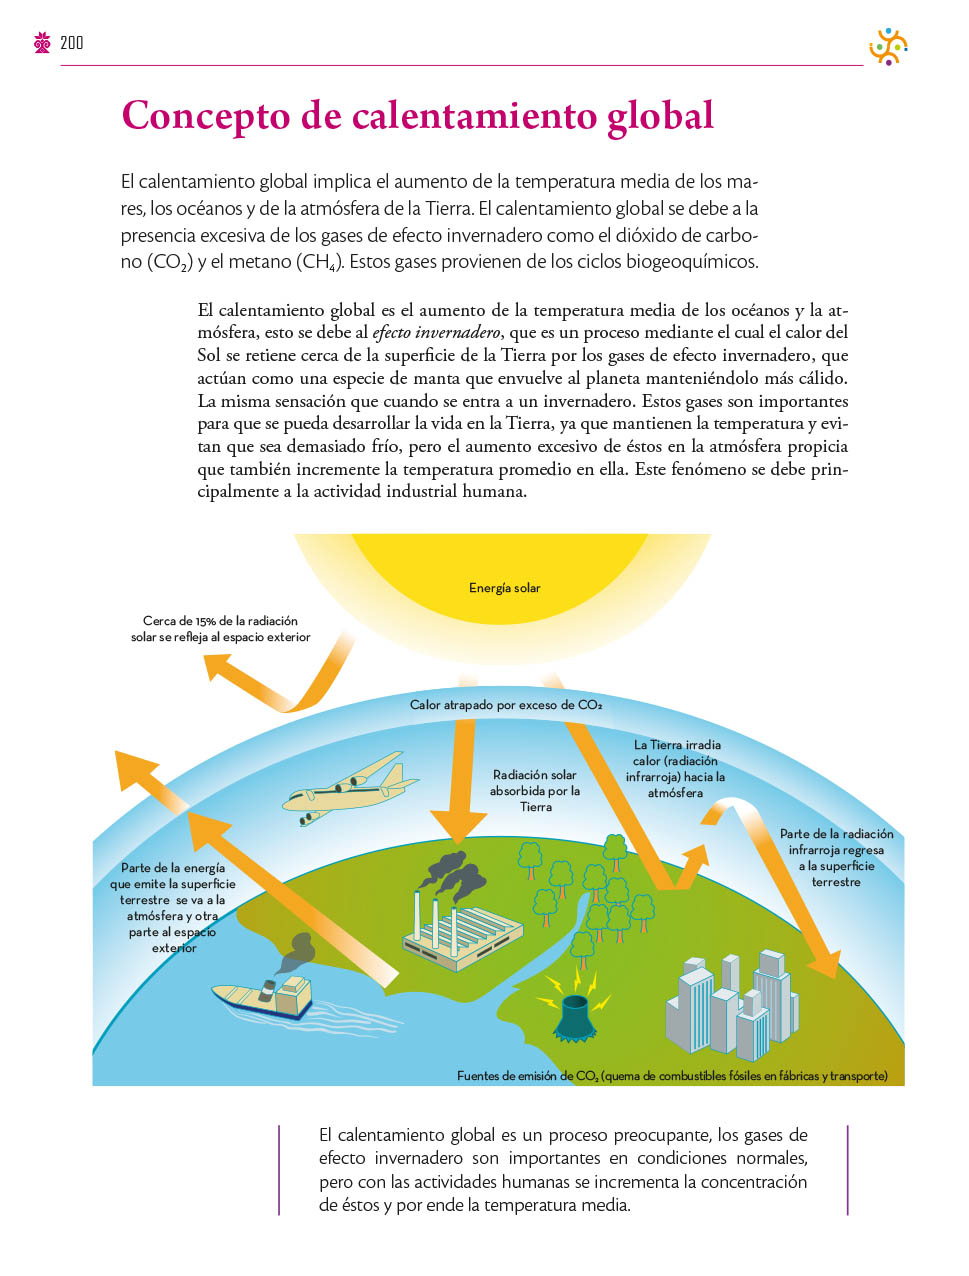 200
Concepto de calentamiento global
El calentamiento global implica el aumento de la temperatura media de los ma-
res, los océanos y de la atmósfera de la Tierra. El calentamiento global se debe a la
presencia excesiva de los gases de efecto invernadero como el dióxido de carbo-
no (CO₂) y el metano (CH₄). Estos gases provienen de los ciclos biogeoquímicos.
El calentamiento global es el aumento de la temperatura media de los océanos y la at-
mósfera, esto se debe al efecto invernadero, que es un proceso mediante el cual el calor del
Sol se retiene cerca de la superficie de la Tierra por los gases de efecto invernadero, que
actúan como una especie de manta que envuelve al planeta manteniéndolo más cálido.
La misma sensación que cuando se entra a un invernadero. Estos gases son importantes
para que se pueda desarrollar la vida en la Tierra, ya que mantienen la temperatura y evi-
tan que sea demasiado frío, pero el aumento excesivo de éstos en la atmósfera propicia
que también incremente la temperatura promedio en ella. Este fenómeno se debe prin-
cipalmente a la actividad industrial humana.
Energía solar
Cerca de 15% de la radiación
solar se refleja al espacio exterior
Calor atrapado por exceso de CO₂
La Tierra irradia
calor (radiación
infrarroja) hacia la
atmósfera
Radiación solar
absorbida por la
Tierra
Parte de la radiación
infrarroja regresa
a la superficie
terrestre
Parte de la energía
que emite la superficie
terrestre se va a la
atmósfera y otra
parte al espacio
exterior
Fuentes de emisión de CO₂ (quema de combustibles fósiles en fábricas y transporte)
El calentamiento global es un proceso preocupante, los gases de
efecto invernadero son importantes en condiciones normales,
pero con las actividades humanas se incrementa la concentración
de éstos y por ende la temperatura media.